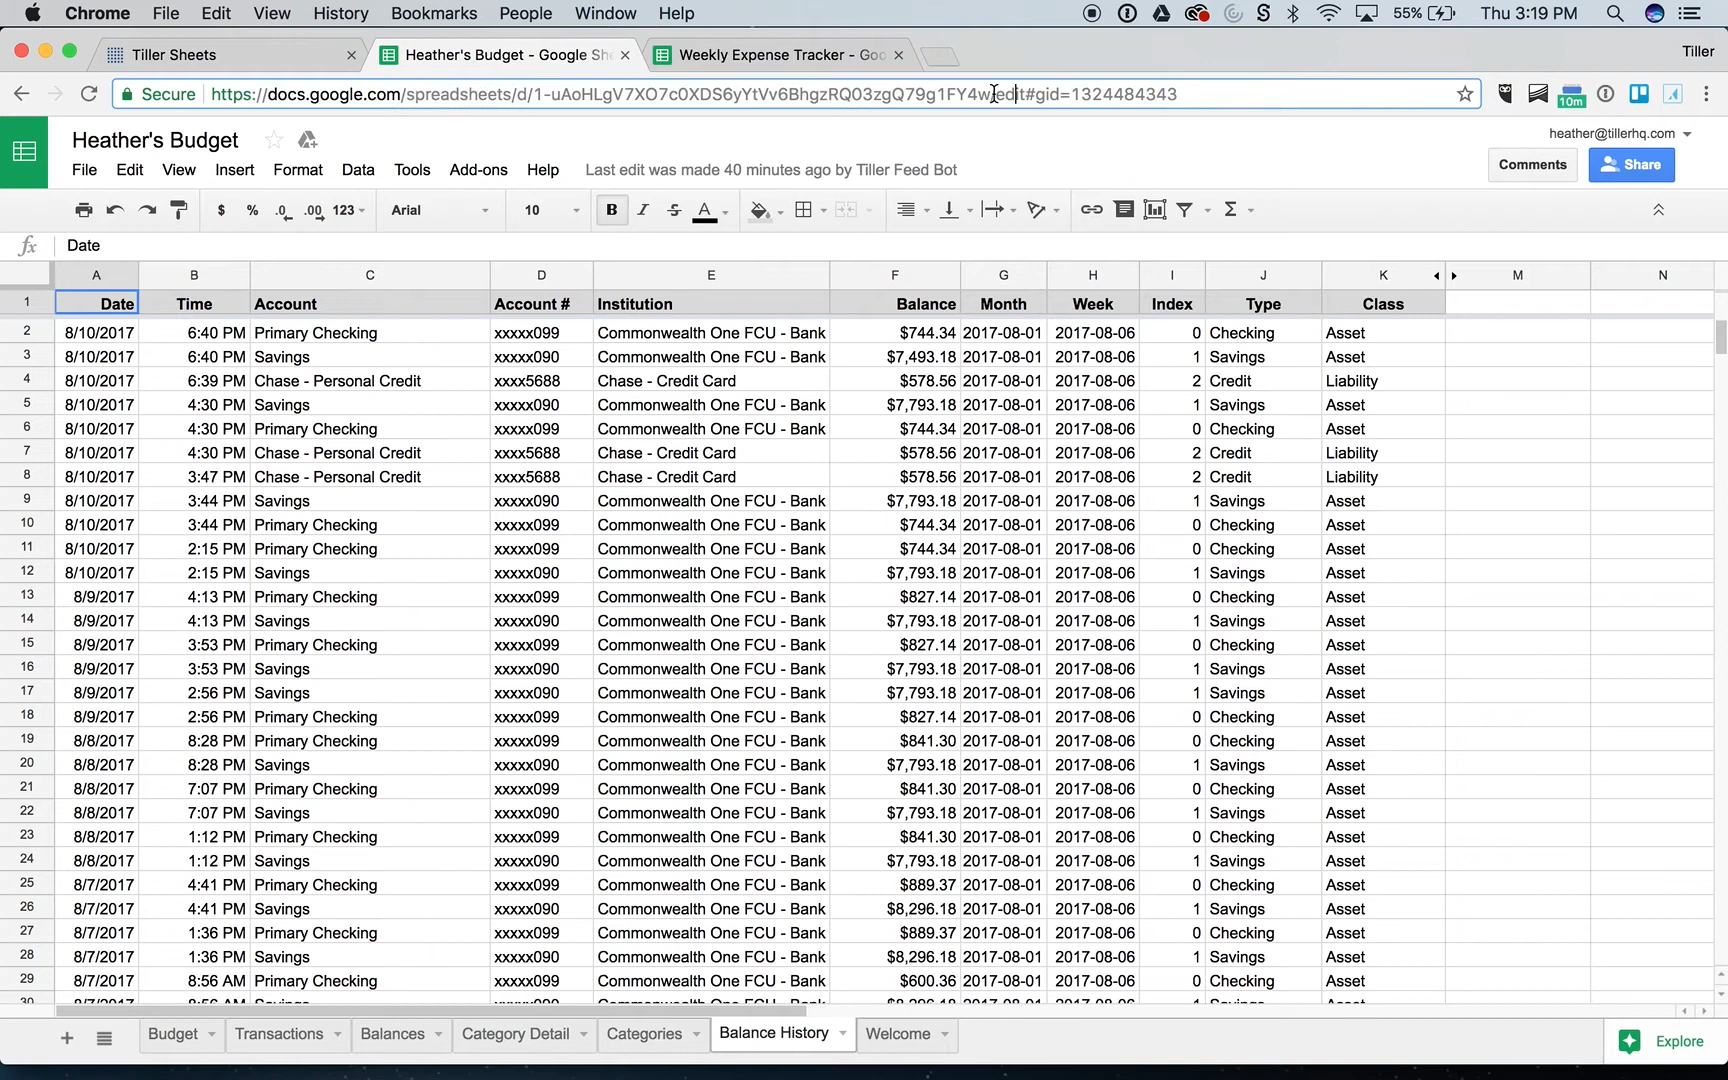 Chrome File Edit View History Bookmarks People Window Help 55% Thu 3:19 PM
Tiller Sheets Heather's Budget - Google She Weekly Expense Tracker - Goo Tiller
Secure https://docs.google.com/spreadsheets/d/1-uAoHLgV7XO7c0XDS6yYtVv6BhgzRQ03zgQ79g1FY4w/edit#gid=1324484343 10m
Heather's Budget heather@tillerhq.com
File Edit View Insert Format Data Tools Add-ons Help Last edit was made 40 minutes ago by Tiller Feed Bot Comments Share
$ % .0 .00 123 Arial 10 B I S A Σ
fx Date
A B C D E F G H I J K M N
1 Date Time Account Account # Institution Balance Month Week Index Type Class
2 8/10/2017 6:40 PM Primary Checking xxxxx099 Commonwealth One FCU - Bank $744.34 2017-08-01 2017-08-06 0 Checking Asset
3 8/10/2017 6:40 PM Savings xxxxx090 Commonwealth One FCU - Bank $7,493.18 2017-08-01 2017-08-06 1 Savings Asset
4 8/10/2017 6:39 PM Chase - Personal Credit xxxx5688 Chase - Credit Card $578.56 2017-08-01 2017-08-06 2 Credit Liability
5 8/10/2017 4:30 PM Savings xxxxx090 Commonwealth One FCU - Bank $7,793.18 2017-08-01 2017-08-06 1 Savings Asset
6 8/10/2017 4:30 PM Primary Checking xxxxx099 Commonwealth One FCU - Bank $744.34 2017-08-01 2017-08-06 0 Checking Asset
7 8/10/2017 4:30 PM Chase - Personal Credit xxxx5688 Chase - Credit Card $578.56 2017-08-01 2017-08-06 2 Credit Liability
8 8/10/2017 3:47 PM Chase - Personal Credit xxxx5688 Chase - Credit Card $578.56 2017-08-01 2017-08-06 2 Credit Liability
9 8/10/2017 3:44 PM Savings xxxxx090 Commonwealth One FCU - Bank $7,793.18 2017-08-01 2017-08-06 1 Savings Asset
10 8/10/2017 3:44 PM Primary Checking xxxxx099 Commonwealth One FCU - Bank $744.34 2017-08-01 2017-08-06 0 Checking Asset
11 8/10/2017 2:15 PM Primary Checking xxxxx099 Commonwealth One FCU - Bank $744.34 2017-08-01 2017-08-06 0 Checking Asset
12 8/10/2017 2:15 PM Savings xxxxx090 Commonwealth One FCU - Bank $7,793.18 2017-08-01 2017-08-06 1 Savings Asset
13 8/9/2017 4:13 PM Primary Checking xxxxx099 Commonwealth One FCU - Bank $827.14 2017-08-01 2017-08-06 0 Checking Asset
14 8/9/2017 4:13 PM Savings xxxxx090 Commonwealth One FCU - Bank $7,793.18 2017-08-01 2017-08-06 1 Savings Asset
15 8/9/2017 3:53 PM Primary Checking xxxxx099 Commonwealth One FCU - Bank $827.14 2017-08-01 2017-08-06 0 Checking Asset
16 8/9/2017 3:53 PM Savings xxxxx090 Commonwealth One FCU - Bank $7,793.18 2017-08-01 2017-08-06 1 Savings Asset
17 8/9/2017 2:56 PM Savings xxxxx090 Commonwealth One FCU - Bank $7,793.18 2017-08-01 2017-08-06 1 Savings Asset
18 8/9/2017 2:56 PM Primary Checking xxxxx099 Commonwealth One FCU - Bank $827.14 2017-08-01 2017-08-06 0 Checking Asset
19 8/8/2017 8:28 PM Primary Checking xxxxx099 Commonwealth One FCU - Bank $841.30 2017-08-01 2017-08-06 0 Checking Asset
20 8/8/2017 8:28 PM Savings xxxxx090 Commonwealth One FCU - Bank $7,793.18 2017-08-01 2017-08-06 1 Savings Asset
21 8/8/2017 7:07 PM Primary Checking xxxxx099 Commonwealth One FCU - Bank $841.30 2017-08-01 2017-08-06 0 Checking Asset
22 8/8/2017 7:07 PM Savings xxxxx090 Commonwealth One FCU - Bank $7,793.18 2017-08-01 2017-08-06 1 Savings Asset
23 8/8/2017 1:12 PM Primary Checking xxxxx099 Commonwealth One FCU - Bank $841.30 2017-08-01 2017-08-06 0 Checking Asset
24 8/8/2017 1:12 PM Savings xxxxx090 Commonwealth One FCU - Bank $7,793.18 2017-08-01 2017-08-06 1 Savings Asset
25 8/7/2017 4:41 PM Primary Checking xxxxx099 Commonwealth One FCU - Bank $889.37 2017-08-01 2017-08-06 0 Checking Asset
26 8/7/2017 4:41 PM Savings xxxxx090 Commonwealth One FCU - Bank $8,296.18 2017-08-01 2017-08-06 1 Savings Asset
27 8/7/2017 1:36 PM Primary Checking xxxxx099 Commonwealth One FCU - Bank $889.37 2017-08-01 2017-08-06 0 Checking Asset
28 8/7/2017 1:36 PM Savings xxxxx090 Commonwealth One FCU - Bank $8,296.18 2017-08-01 2017-08-06 1 Savings Asset
29 8/7/2017 8:56 AM Primary Checking xxxxx099 Commonwealth One FCU - Bank $600.36 2017-08-01 2017-08-06 0 Checking Asset
30 8/7/2017 8:56 AM Savings xxxxx090 Commonwealth One FCU - Bank $8,296.18 2017-08-01 2017-08-06 1 Savings Asset
Budget Transactions Balances Category Detail Categories Balance History Welcome Explore